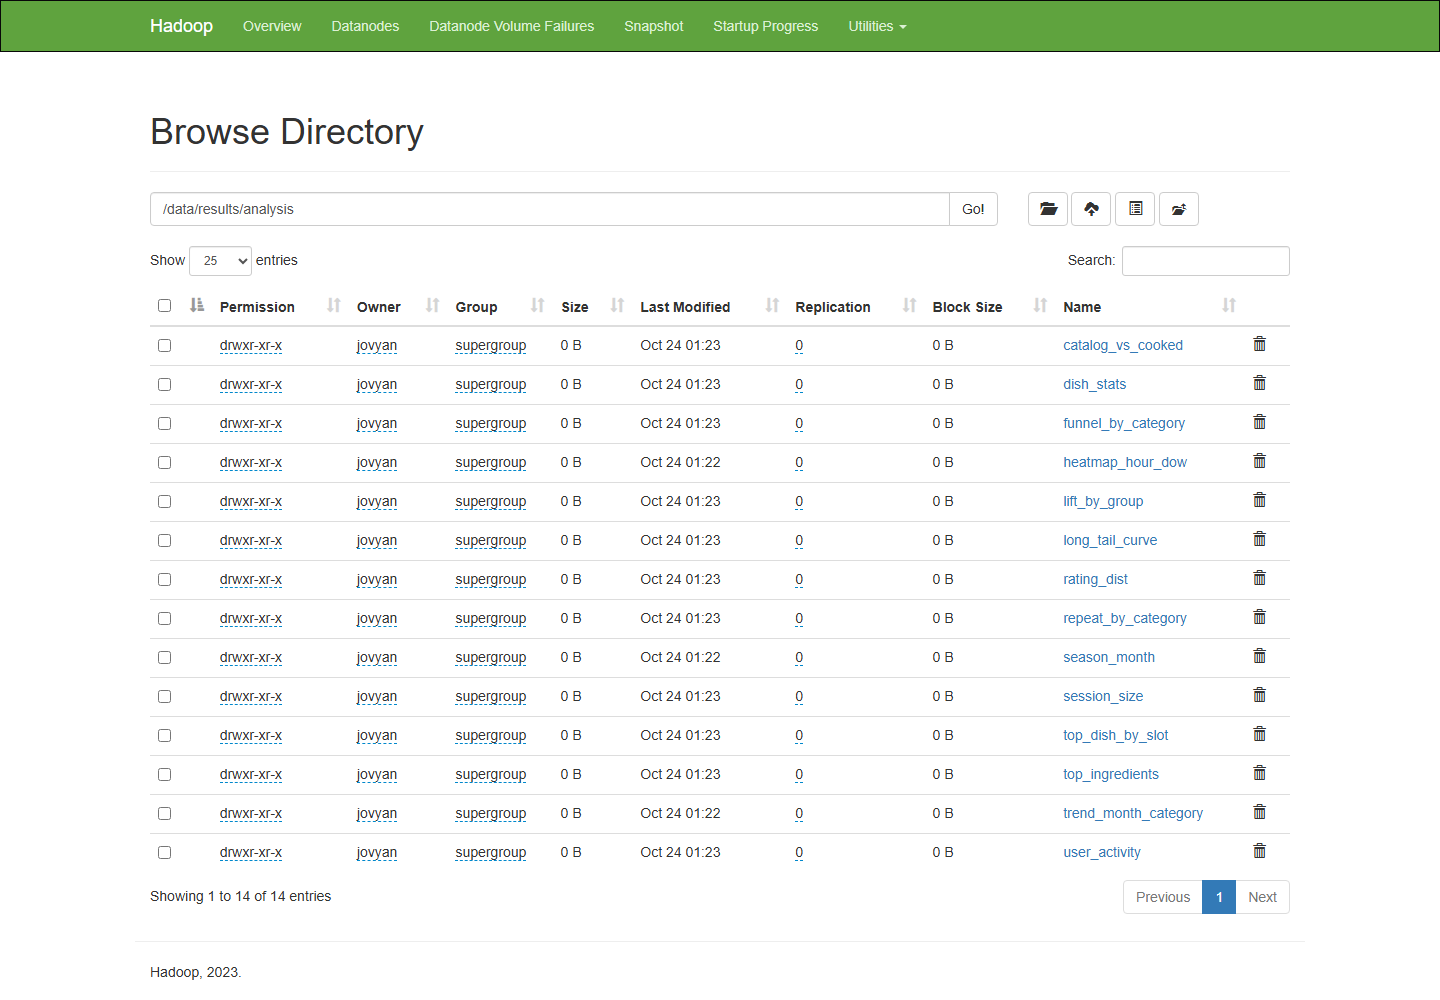 Hadoop Overview Datanodes Datanode Volume Failures Snapshot Startup Progress Utilities
Browse Directory
/data/results/analysis Go!
Show 25 entries Search:
Permission Owner Group Size Last Modified Replication Block Size Name
drwxr-xr-x jovyan supergroup 0 B Oct 24 01:23 0 0 B catalog_vs_cooked
drwxr-xr-x jovyan supergroup 0 B Oct 24 01:23 0 0 B dish_stats
drwxr-xr-x jovyan supergroup 0 B Oct 24 01:23 0 0 B funnel_by_category
drwxr-xr-x jovyan supergroup 0 B Oct 24 01:22 0 0 B heatmap_hour_dow
drwxr-xr-x jovyan supergroup 0 B Oct 24 01:23 0 0 B lift_by_group
drwxr-xr-x jovyan supergroup 0 B Oct 24 01:23 0 0 B long_tail_curve
drwxr-xr-x jovyan supergroup 0 B Oct 24 01:23 0 0 B rating_dist
drwxr-xr-x jovyan supergroup 0 B Oct 24 01:23 0 0 B repeat_by_category
drwxr-xr-x jovyan supergroup 0 B Oct 24 01:22 0 0 B season_month
drwxr-xr-x jovyan supergroup 0 B Oct 24 01:23 0 0 B session_size
drwxr-xr-x jovyan supergroup 0 B Oct 24 01:23 0 0 B top_dish_by_slot
drwxr-xr-x jovyan supergroup 0 B Oct 24 01:23 0 0 B top_ingredients
drwxr-xr-x jovyan supergroup 0 B Oct 24 01:22 0 0 B trend_month_category
drwxr-xr-x jovyan supergroup 0 B Oct 24 01:23 0 0 B user_activity
Showing 1 to 14 of 14 entries Previous 1 Next
Hadoop, 2023.